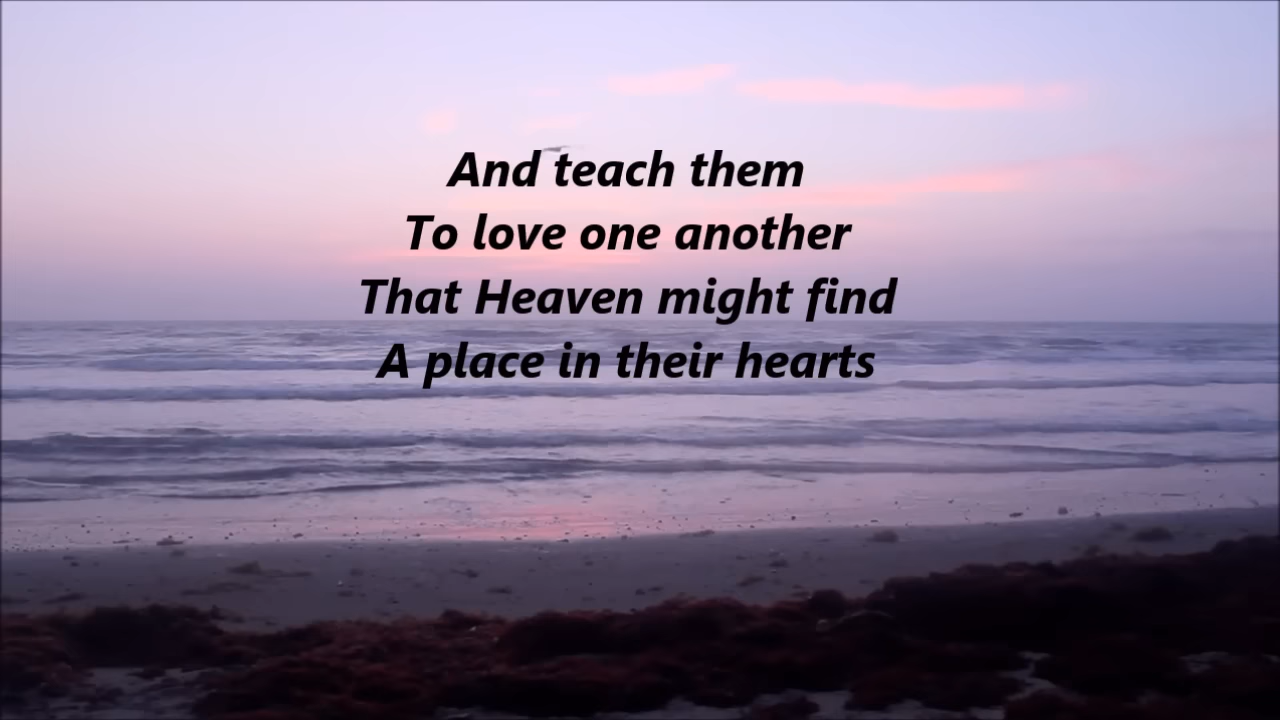 And teach them
To love one another
That Heaven might find
A place in their hearts